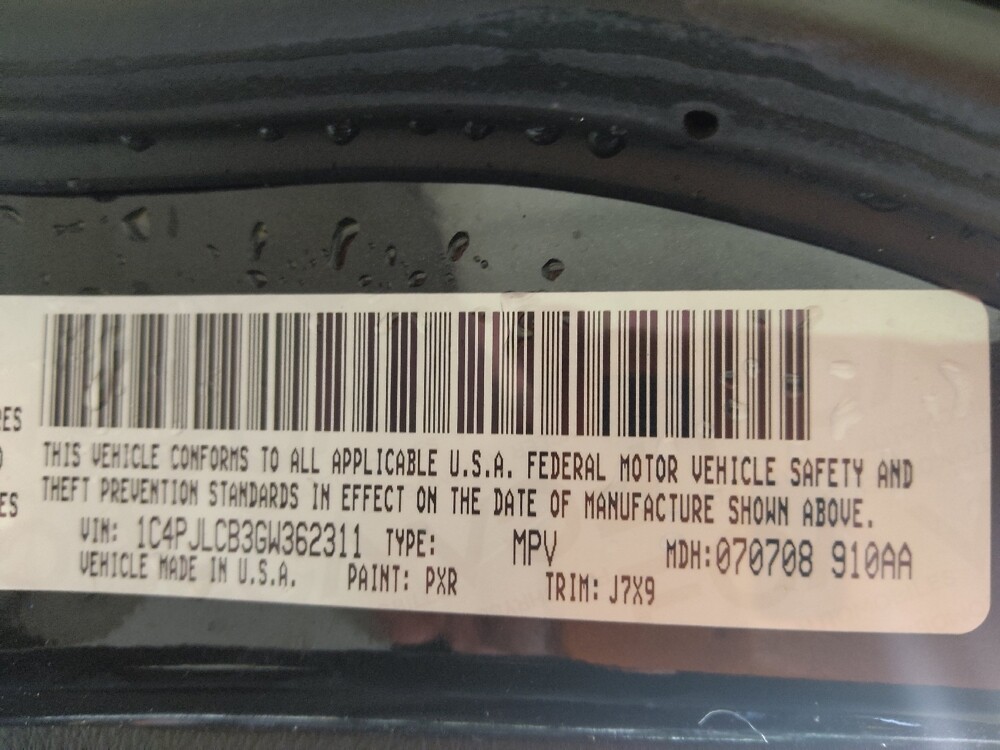 THIS VEHICLE CONFORMS TO ALL APPLICABLE U.S.A. FEDERAL MOTOR VEHICLE SAFETY AND
THEFT PREVENTION STANDARDS IN EFFECT ON THE DATE OF MANUFACTURE SHOWN ABOVE.
VIN: 1C4PJLCB3GW362311 TYPE: MPV MDH:070708 910AA
VEHICLE MADE IN U.S.A. PAINT: PXR TRIM: J7X9